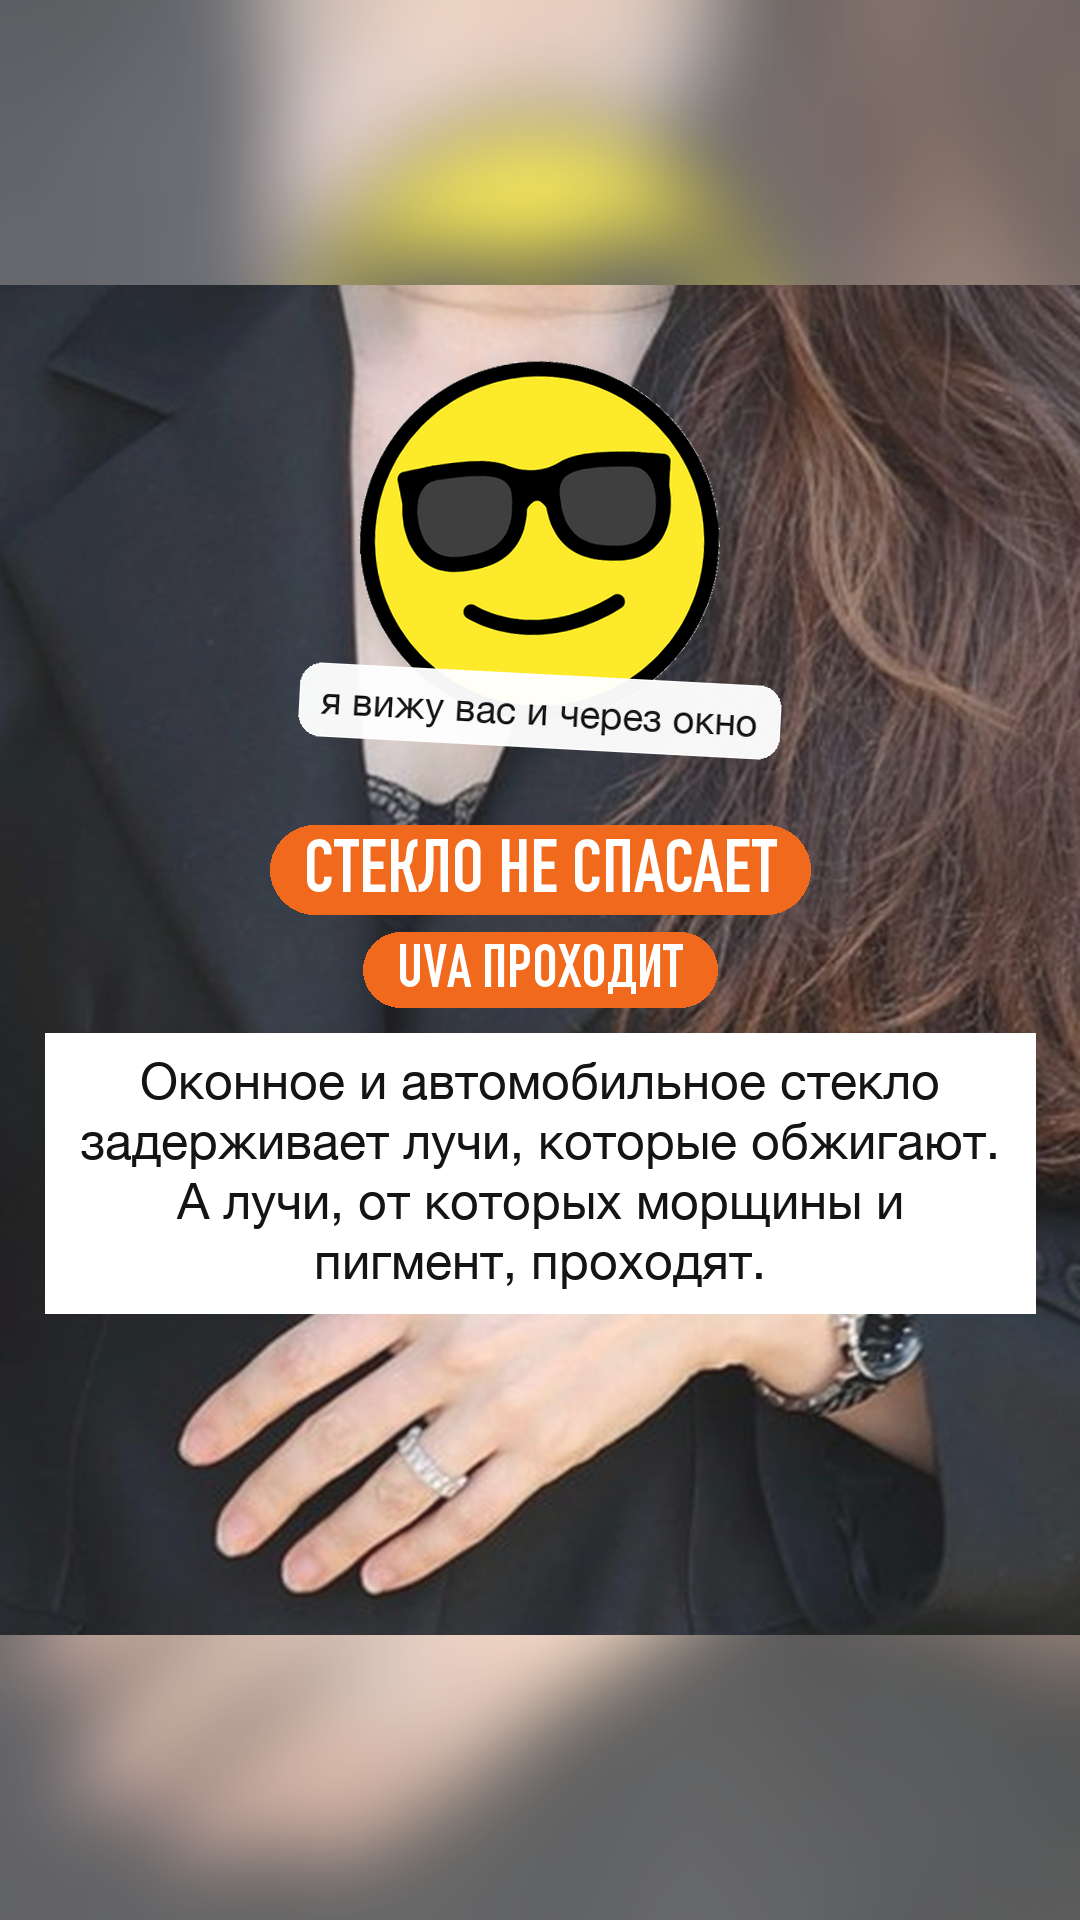 я вижу вас и через окно
СТЕКЛО НЕ СПАСАЕТ
UVA ПРОХОДИТ
Оконное и автомобильное стекло
задерживает лучи, которые обжигают.
А лучи, от которых морщины и
пигмент, проходят.